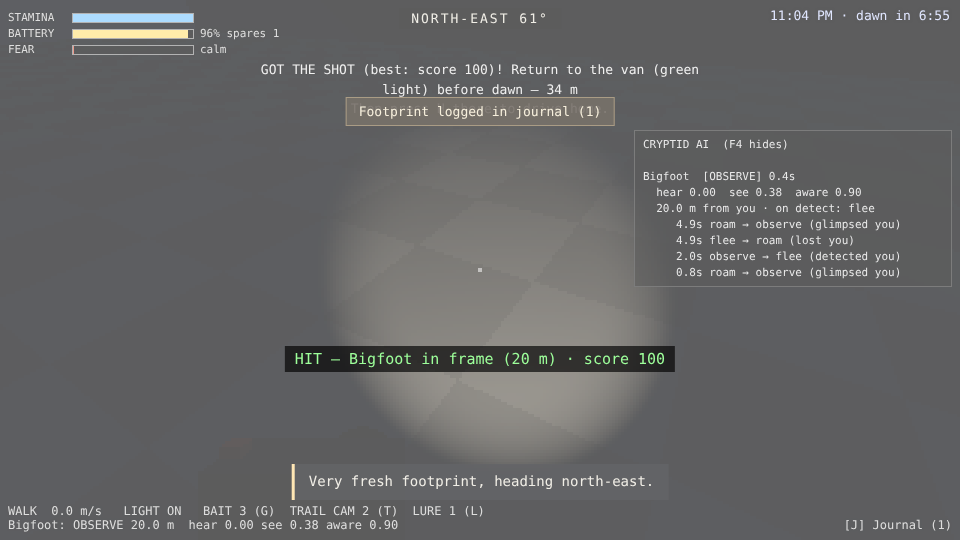 STAMINA
BATTERY 96% spares 1
FEAR calm
NORTH-EAST 61°
11:04 PM · dawn in 6:55
GOT THE SHOT (best: score 100)! Return to the van (green
light) before dawn — 34 m
Footprint logged in journal (1)
CRYPTID AI (F4 hides)
Bigfoot [OBSERVE] 0.4s
hear 0.00 see 0.38 aware 0.90
20.0 m from you · on detect: flee
4.9s roam → observe (glimpsed you)
4.9s flee → roam (lost you)
2.0s observe → flee (detected you)
0.8s roam → observe (glimpsed you)
HIT — Bigfoot in frame (20 m) · score 100
Very fresh footprint, heading north-east.
WALK 0.0 m/s LIGHT ON BAIT 3 (G) TRAIL CAM 2 (T) LURE 1 (L)
Bigfoot: OBSERVE 20.0 m hear 0.00 see 0.38 aware 0.90
[J] Journal (1)